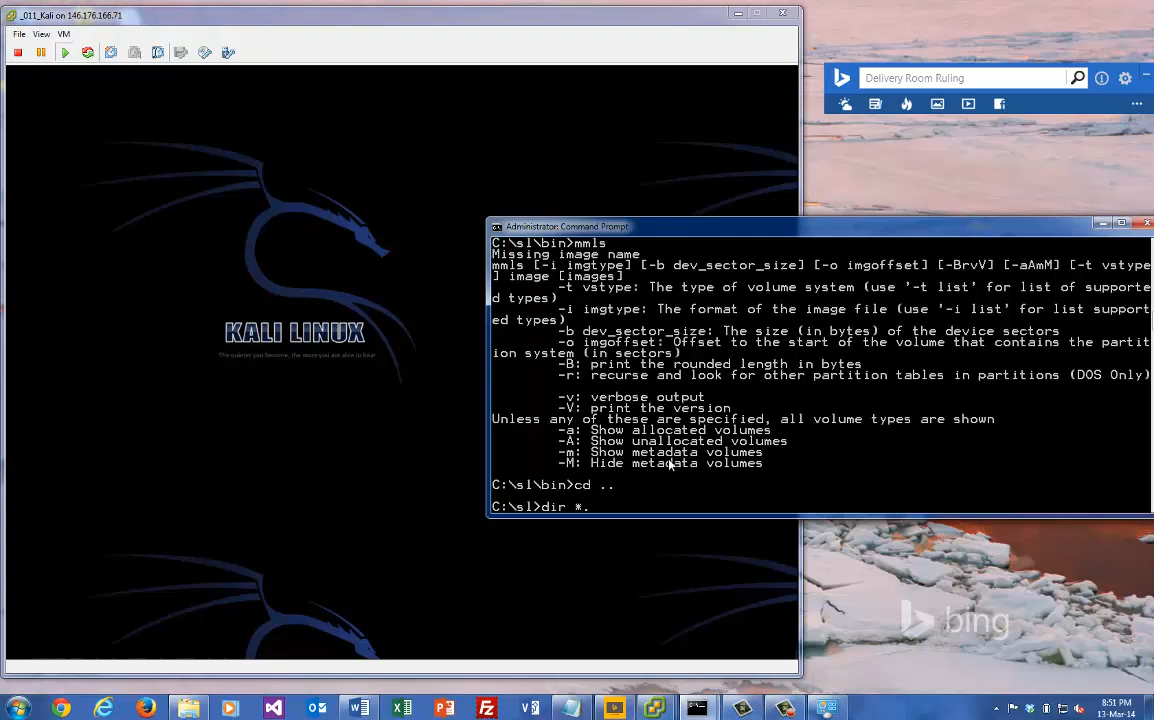 _011_Kali on 146.176.166.71
File View VM
KALI LINUX
The quieter you become, the more you are able to hear
Delivery Room Ruling
Administrator: Command Prompt
C:\sl\bin>mmls
Missing image name
mmls [-i imgtype] [-b dev_sector_size] [-o imgoffset] [-BrvV] [-aAmM] [-t vstype
] image [images]
-t vstype: The type of volume system (use '-t list' for list of supporte
d types)
-i imgtype: The format of the image file (use '-i list' for list support
ed types)
-b dev_sector_size: The size (in bytes) of the device sectors
-o imgoffset: Offset to the start of the volume that contains the partit
ion system (in sectors)
-B: print the rounded length in bytes
-r: recurse and look for other partition tables in partitions (DOS Only)
-v: verbose output
-V: print the version
Unless any of these are specified, all volume types are shown
-a: Show allocated volumes
-A: Show unallocated volumes
-m: Show metadata volumes
-M: Hide metadata volumes
C:\sl\bin>cd ..
C:\sl>dir *.
bing
8:51 PM
13-Mar-14